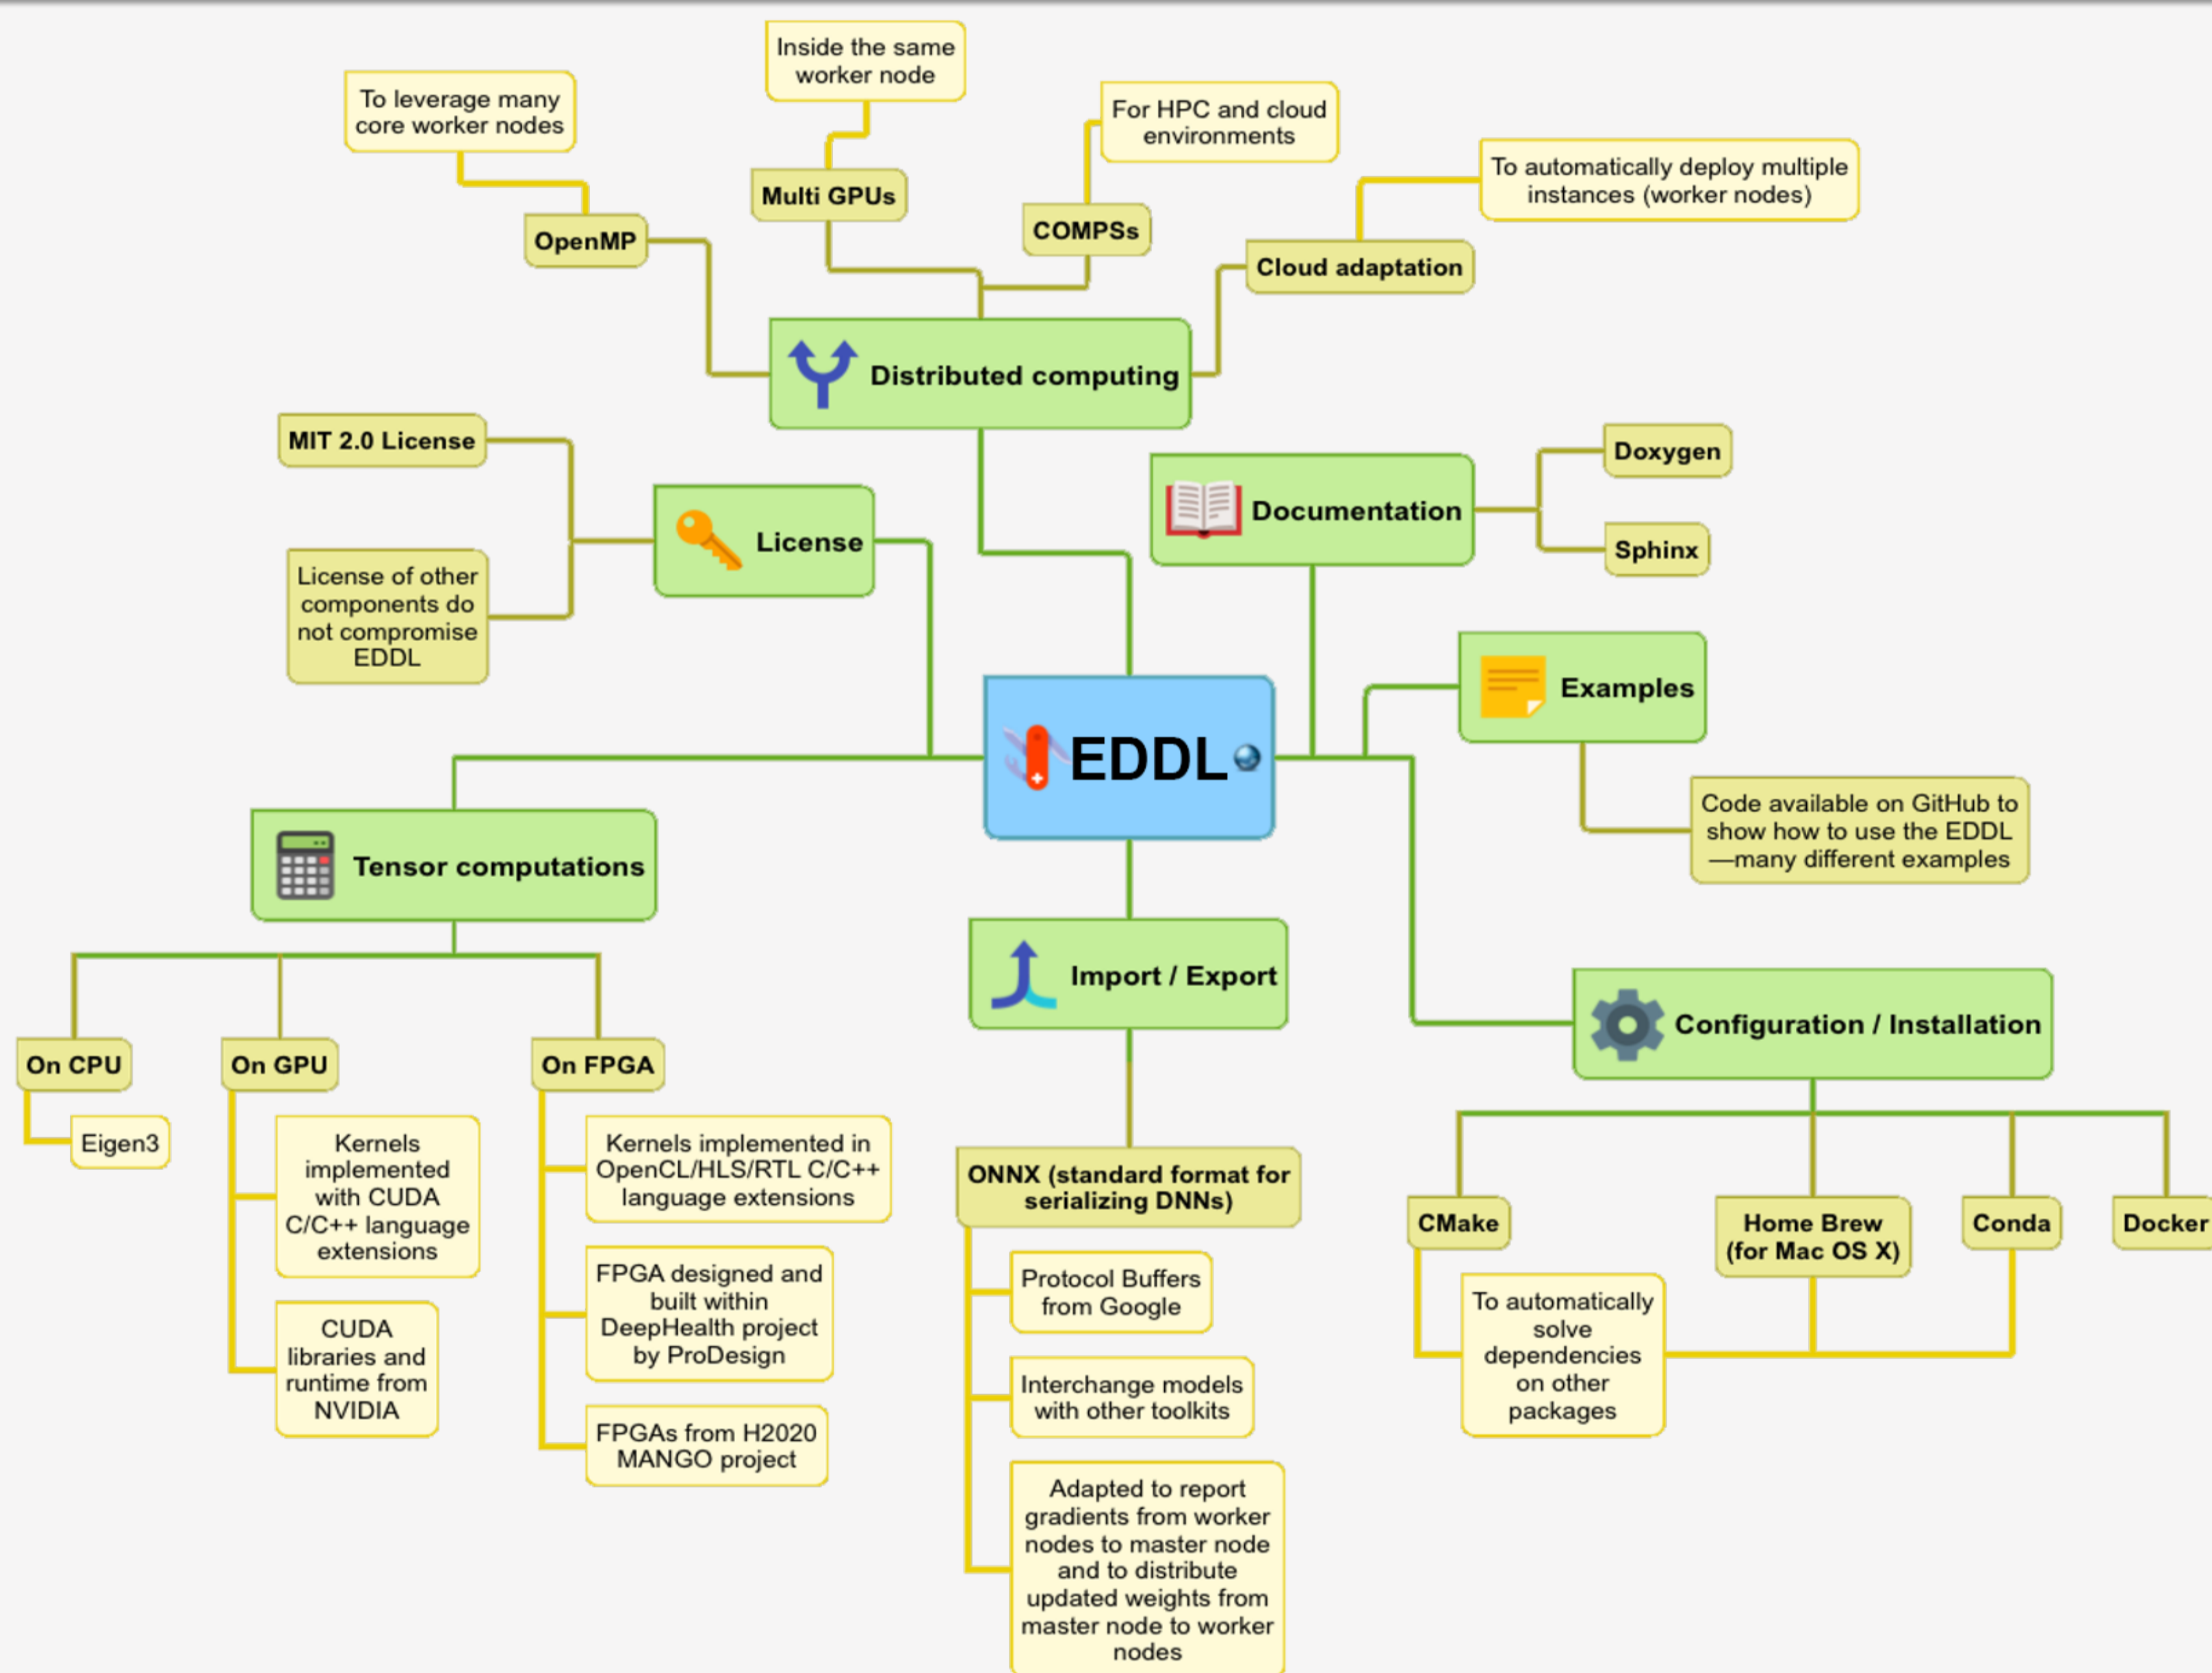 Inside the same
worker node
To leverage many
core worker nodes
For HPC and cloud
environments
To automatically deploy multiple
instances (worker nodes)
Multi GPUs
OpenMP
COMPSs
Cloud adaptation
Distributed computing
MIT 2.0 License
License
License of other
components do
not compromise
EDDL
Documentation
Doxygen
Sphinx
Examples
Code available on GitHub to
show how to use the EDDL
—many different examples
EDDL
Tensor computations
On CPU
Eigen3
On GPU
Kernels
implemented
with CUDA
C/C++ language
extensions
CUDA
libraries and
runtime from
NVIDIA
On FPGA
Kernels implemented in
OpenCL/HLS/RTL C/C++
language extensions
FPGA designed and
built within
DeepHealth project
by ProDesign
FPGAs from H2020
MANGO project
Import / Export
ONNX (standard format for
serializing DNNs)
Protocol Buffers
from Google
Interchange models
with other toolkits
Adapted to report
gradients from worker
nodes to master node
and to distribute
updated weights from
master node to worker
nodes
Configuration / Installation
CMake
Home Brew
(for Mac OS X)
Conda
Docker
To automatically
solve
dependencies
on other
packages